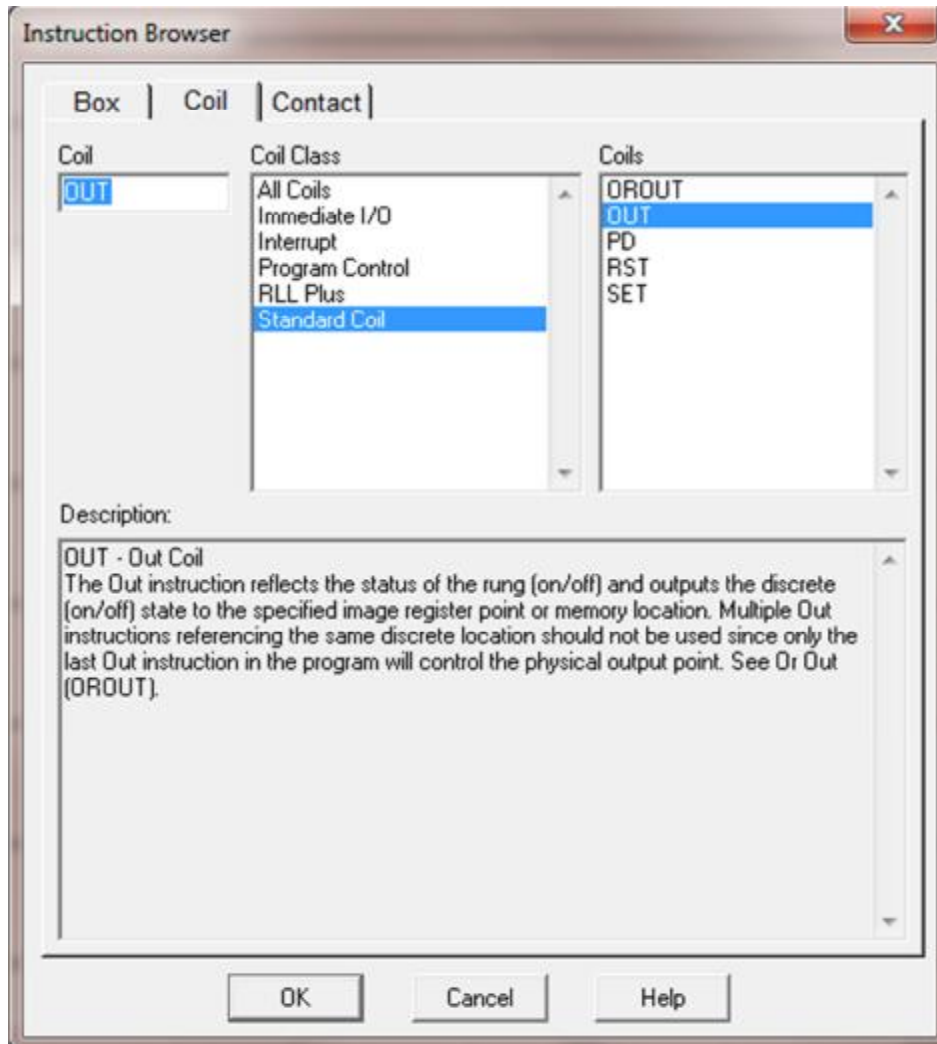 Instruction Browser
Box
Coil
Contact
Coil
OUT
Coil Class
All Coils
Immediate I/O
Interrupt
Program Control
RLL Plus
Standard Coil
Coils
OROUT
OUT
PD
RST
SET
Description:
OUT - Out Coil
The Out instruction reflects the status of the rung (on/off) and outputs the discrete
(on/off) state to the specified image register point or memory location. Multiple Out
instructions referencing the same discrete location should not be used since only the
last Out instruction in the program will control the physical output point. See Or Out
(OROUT).
OK
Cancel
Help